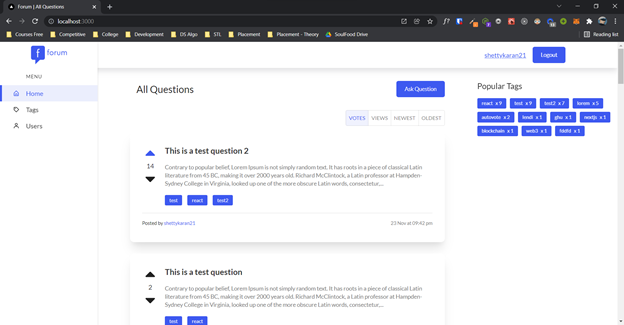 Forum | All Questions
localhost:3000
Courses Free
Competitive
College
Development
DS Algo
STL
Placement
Placement - Theory
SoulFood Drive
Reading list
forum
shettykaran21
Logout
MENU
Home
Tags
Users
All Questions
Ask Question
VOTES VIEWS NEWEST OLDEST
This is a test question 2
14
Contrary to popular belief, Lorem Ipsum is not simply random text. It has roots in a piece of classical Latin
literature from 45 BC, making it over 2000 years old. Richard McClintock, a Latin professor at Hampden-
Sydney College in Virginia, looked up one of the more obscure Latin words, consectetur,...
test react test2
Posted by shettykaran21
23 Nov at 09:42 pm
This is a test question
2
Contrary to popular belief, Lorem Ipsum is not simply random text. It has roots in a piece of classical Latin
literature from 45 BC, making it over 2000 years old. Richard McClintock, a Latin professor at Hampden-
Sydney College in Virginia, looked up one of the more obscure Latin words, consectetur,...
test react
Popular Tags
react x 9 test x 9 test2 x 7 lorem x 5
autovote x 2 lendl x 1 ghu x 1 nextjs x 1
blockchain x 1 web3 x 1 fdsfd x 1